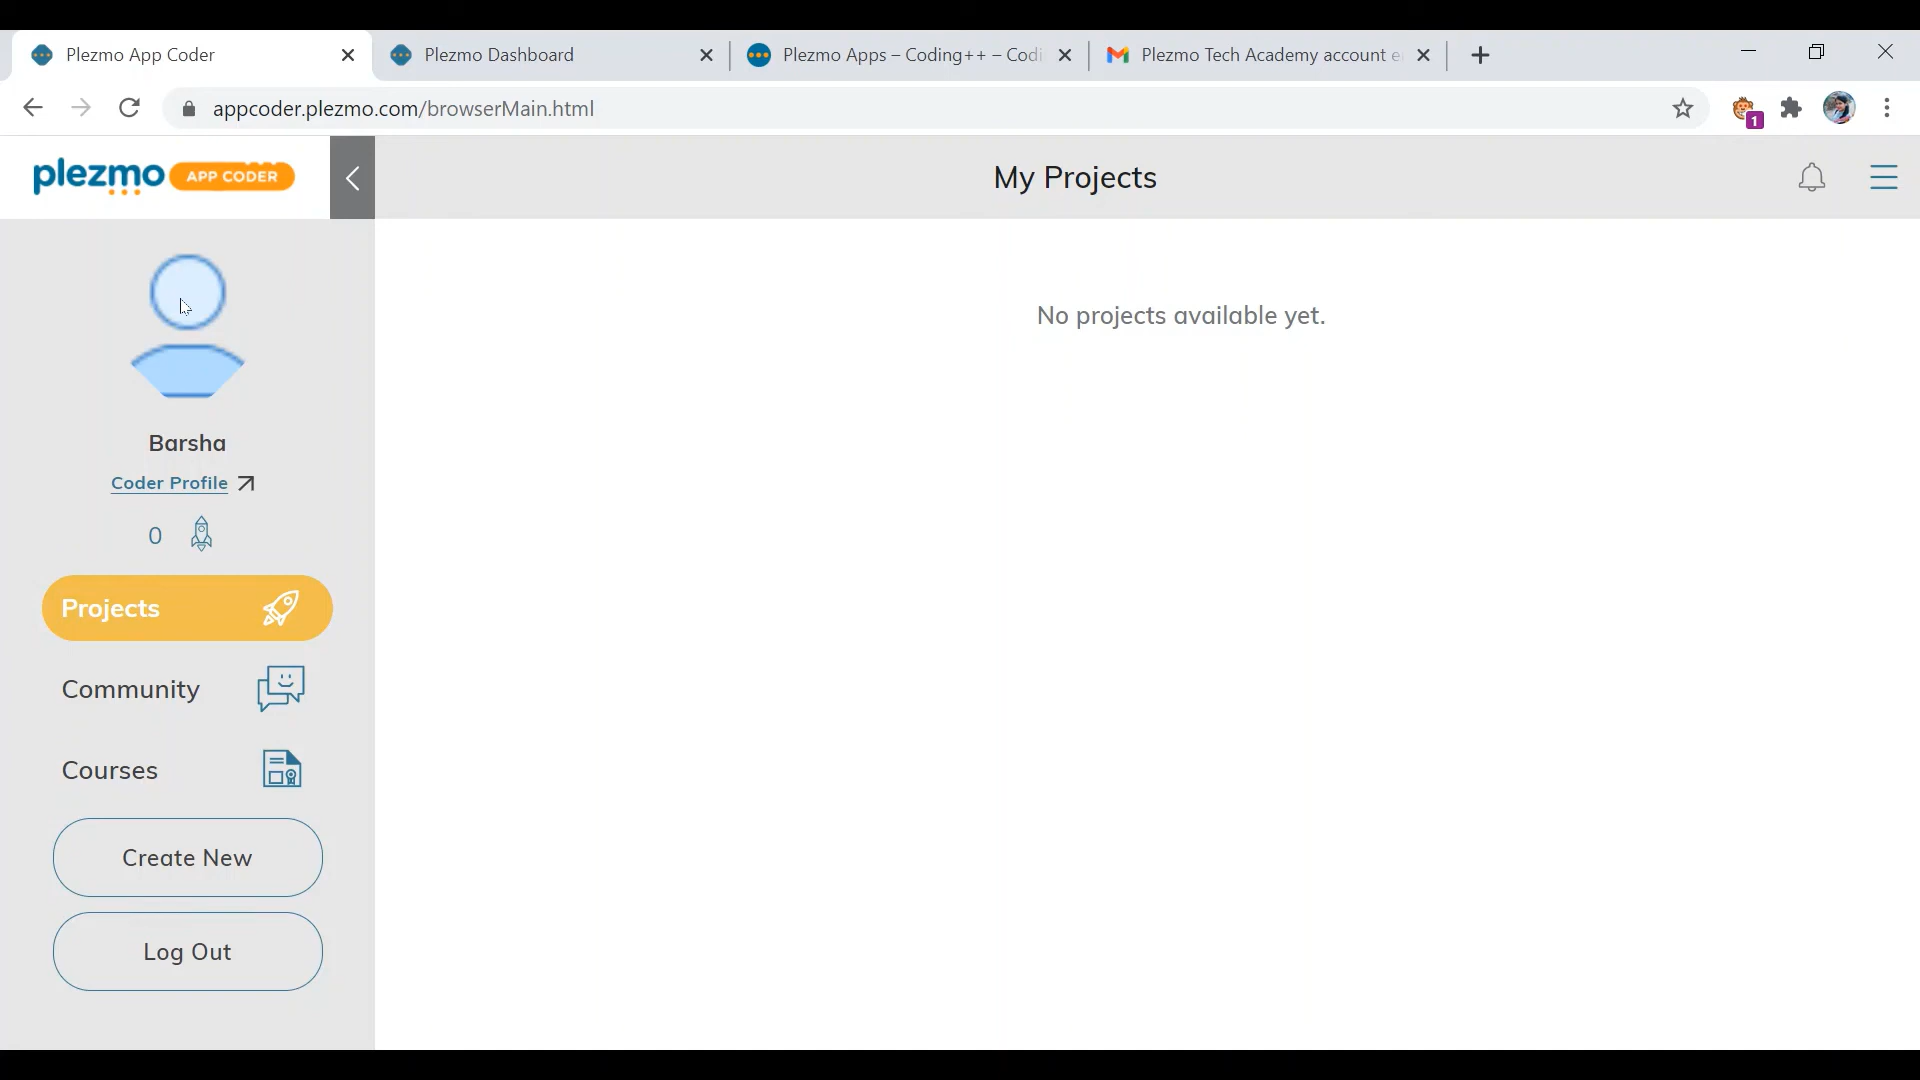 Plezmo App Coder
Plezmo Dashboard
Plezmo Apps – Coding++ – Codi
Plezmo Tech Academy account e
appcoder.plezmo.com/browserMain.html
1
plezmo APP CODER
My Projects
No projects available yet.
Barsha
Coder Profile
0
Projects
Community
Courses
Create New
Log Out